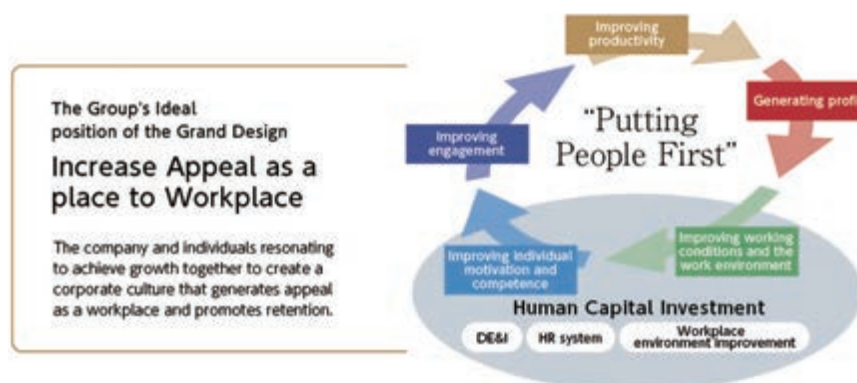 The Group's Ideal
position of the Grand Design
Increase Appeal as a
place to Workplace
The company and individuals resonating
to achieve growth together to create a
corporate culture that generates appeal
as a workplace and promotes retention.
Improving
productivity
Generating profi
"Putting
People First"
Improving
engagement
Improving working
conditions and the
work environment
Improving individual
motivation and
competence
Human Capital Investment
DE&I
HR system
Workplace
environment improvement